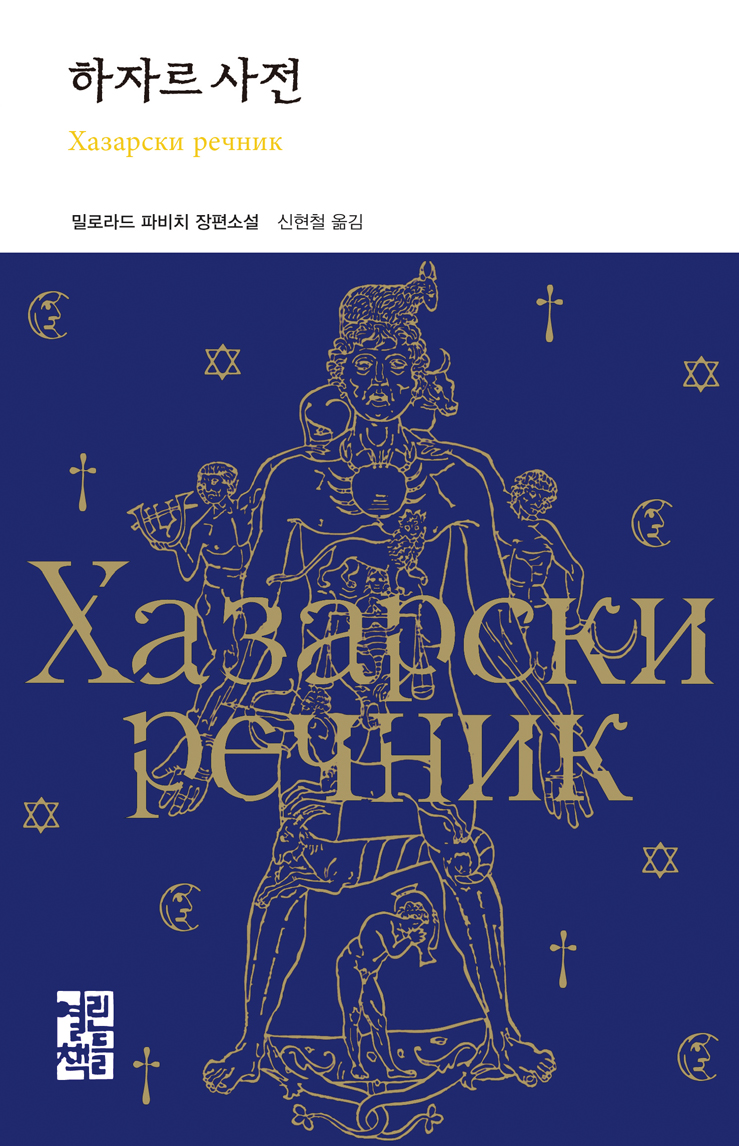 하자르 사전
Хазарски речник
밀로라드 파비치 장편소설 신현철 옮김
Хазарски
речник
열린책들